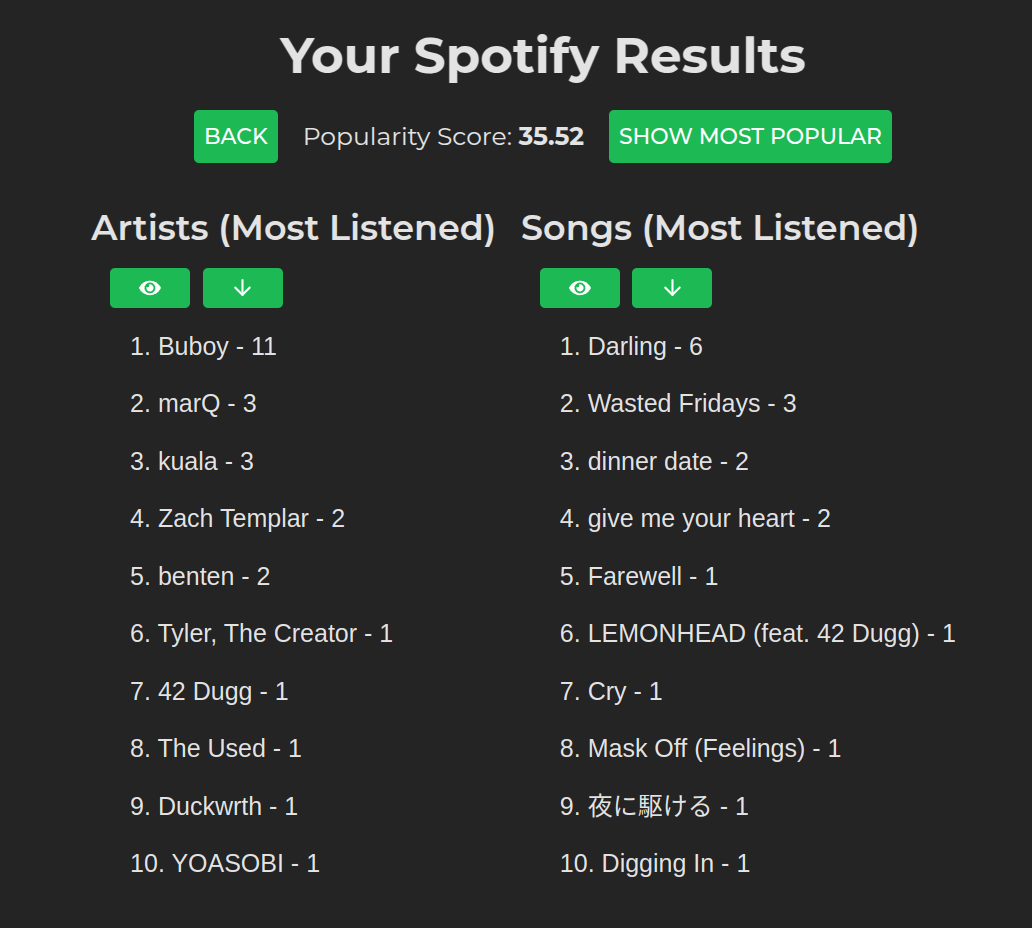 Your Spotify Results
BACK
Popularity Score: 35.52
SHOW MOST POPULAR
Artists (Most Listened)
1. Buboy - 11
2. marQ - 3
3. kuala - 3
4. Zach Templar - 2
5. benten - 2
6. Tyler, The Creator - 1
7. 42 Dugg - 1
8. The Used - 1
9. Duckwrth - 1
10. YOASOBI - 1
Songs (Most Listened)
1. Darling - 6
2. Wasted Fridays - 3
3. dinner date - 2
4. give me your heart - 2
5. Farewell - 1
6. LEMONHEAD (feat. 42 Dugg) - 1
7. Cry - 1
8. Mask Off (Feelings) - 1
9. 夜に駆ける - 1
10. Digging In - 1